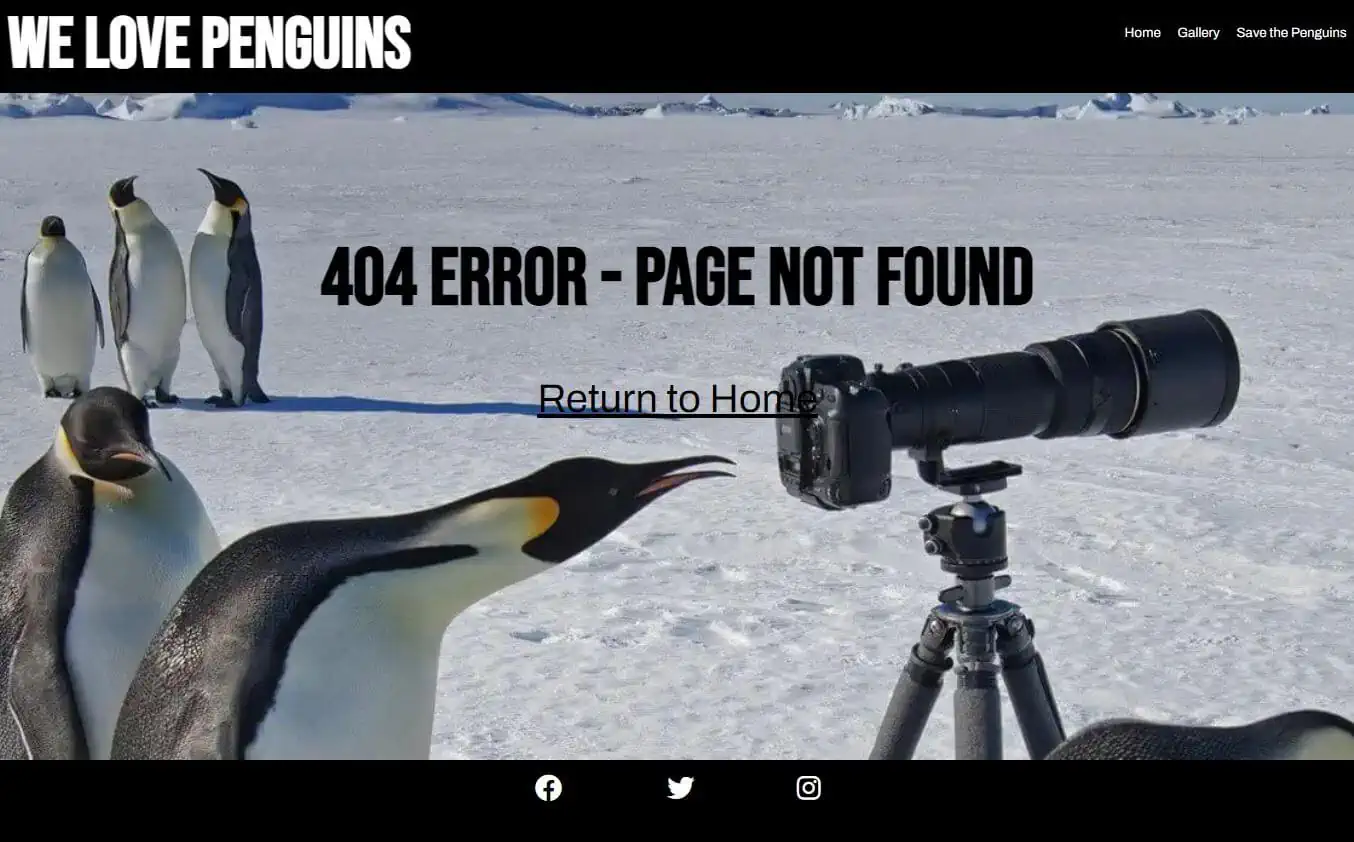 WE LOVE PENGUINS
Home Gallery Save the Penguins
404 ERROR - PAGE NOT FOUND
Return to Home